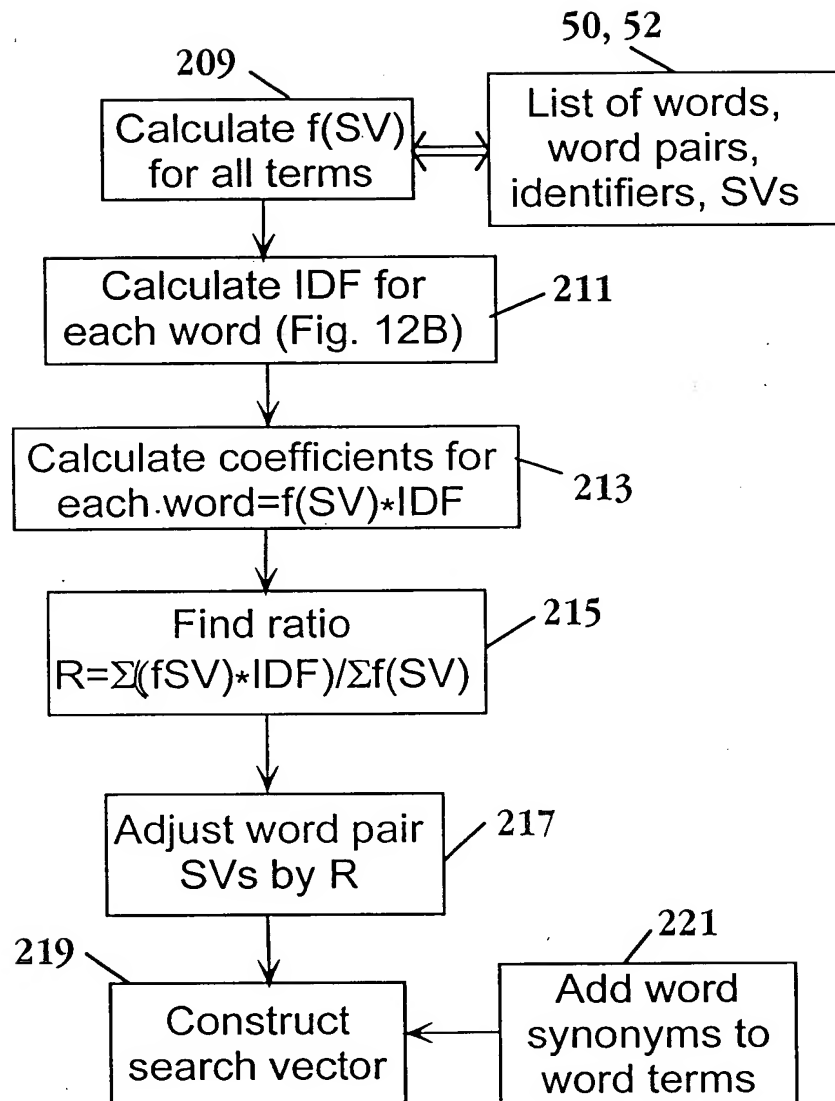 50, 52
209
Calculate f(SV)
for all terms
List of words,
word pairs,
identifiers, SVs
Calculate IDF for
each word (Fig. 12B)
211
Calculate coefficients for
each word=f(SV)*IDF
213
Find ratio
R=Σ((fSV)*IDF)/Σf(SV)
215
Adjust word pair
SVs by R
217
219
Construct
search vector
221
Add word
synonyms to
word terms